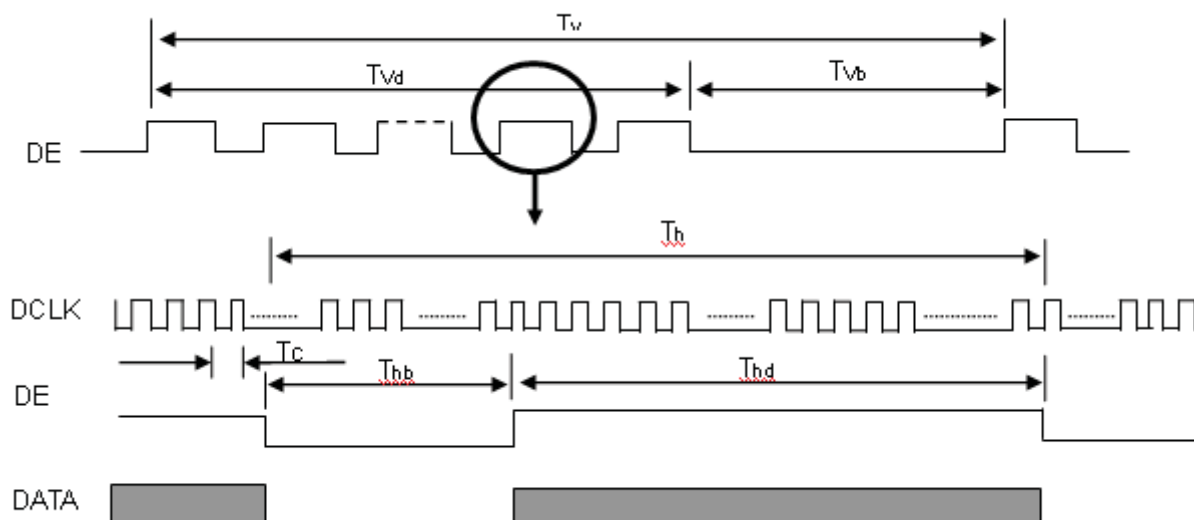 Tv
Tvd
Tvb
DE
Th
DCLK
Tc
Thb
Thd
DE
DATA